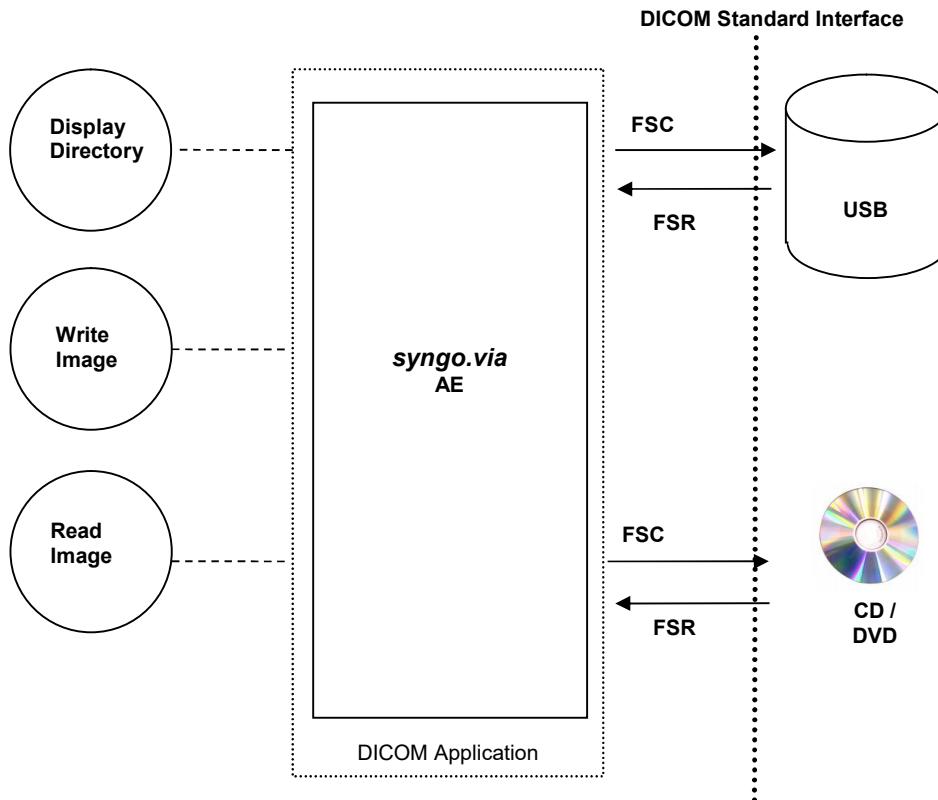 DICOM Standard Interface
Display
Directory
FSC
USB
FSR
Write
Image
syngo.via
AE
Read
Image
FSC
FSR
CD /
DVD
DICOM Application